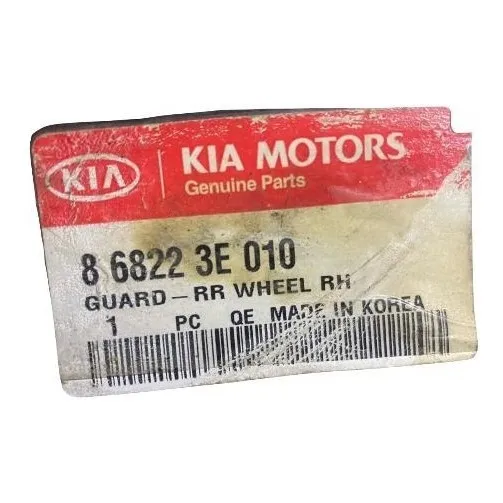 KIA
KIA MOTORS
Genuine Parts
8 6822 3E 010
GUARD-RR WHEEL RH
1 PC QE MADE IN KOREA